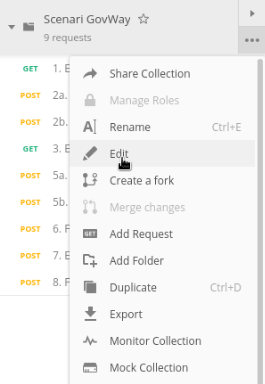 Scenari GovWay
9 requests
GET 1. E
POST 2a.
POST 2b.
GET 3. E
POST 5a.
POST 5b.
POST 6. F
POST 7. E
POST 8. F
Share Collection
Manage Roles
Rename Ctrl+E
Edit
Create a fork
Merge changes
GET Add Request
Add Folder
Duplicate Ctrl+D
Export
Monitor Collection
Mock Collection